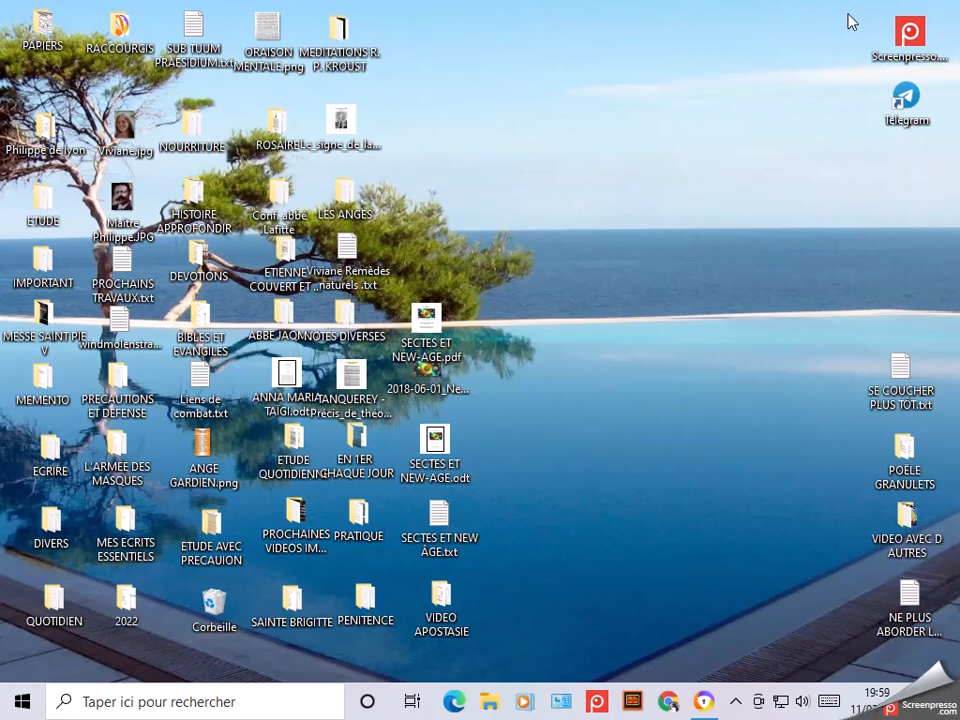 PAPIERS
RACCOURCIS
SUB TUUM
PRAESIDIUM.txt
ORAISON
MENTALE.png
MEDITATIONS R.
P. KROUST
Screenpresso....
Telegram
Philippe de lyon
Viviane.jpg
NOURRITURE
ROSAIRE
Le_signe_de_la...
ETUDE
Maitre
Philippe.JPG
HISTOIRE
APPROFONDIR
Conf abbe
Lafitte
LES ANGES
IMPORTANT
PROCHAINS
TRAVAUX.txt
DEVOTIONS
ETIENNE
COUVERT ET ...
Viviane Remèdes
naturels .txt
MESSE SAINT PIE
V
windmolenstra...
BIBLES ET
EVANGILES
NOTES DIVERSES
SECTES ET
NEW-AGE.pdf
MEMENTO
PRECAUTIONS
ET DEFENSE
Liens de
combat.txt
ANNA MARIA
TAÏGI.odt
TANQUEREY -
Précis_de_théo...
2018-06-01_Ne...
SE COUCHER
PLUS TÔT.txt
ECRIRE
L'ARMEE DES
MASQUES
ANGE
GARDIEN.png
ETUDE
QUOTIDIENNE
EN 1ER
CHAQUE JOUR
SECTES ET
NEW-AGE.odt
POËLE
GRANULETS
DIVERS
MES ECRITS
ESSENTIELS
ETUDE AVEC
PRECAUION
PROCHAINES
VIDEOS IM...
PRATIQUE
SECTES ET NEW
ÂGE.txt
VIDEO AVEC D
AUTRES
QUOTIDIEN
2022
Corbeille
SAINTE BRIGITTE
PENITENCE
VIDEO
APOSTASIE
NE PLUS
ABORDER L...
Taper ici pour rechercher
19:59
Screenpresso
.com